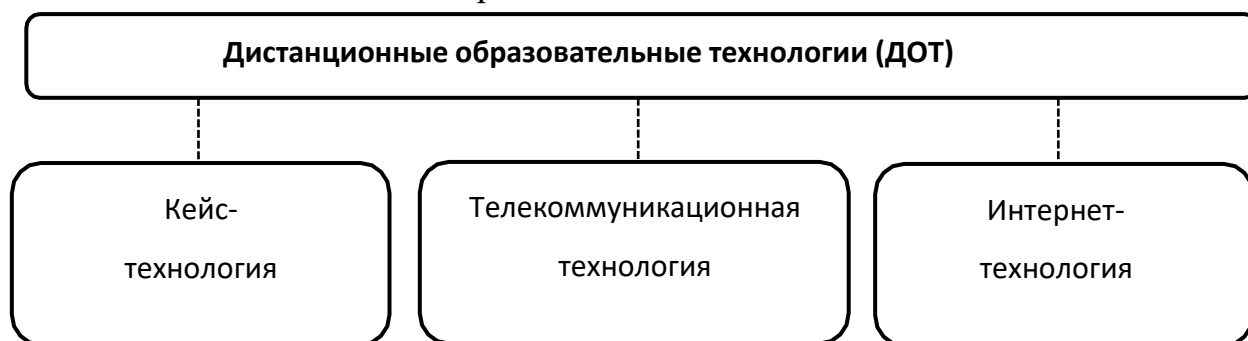 Дистанционные образовательные технологии (ДОТ)
Кейс-
технология
Телекоммуникационная
технология
Интернет-
технология